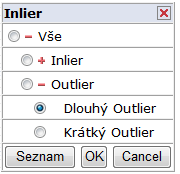 Inlier
Vše
Inlier
Outlier
Dlouhý Outlier
Krátký Outlier
Seznam OK Cancel